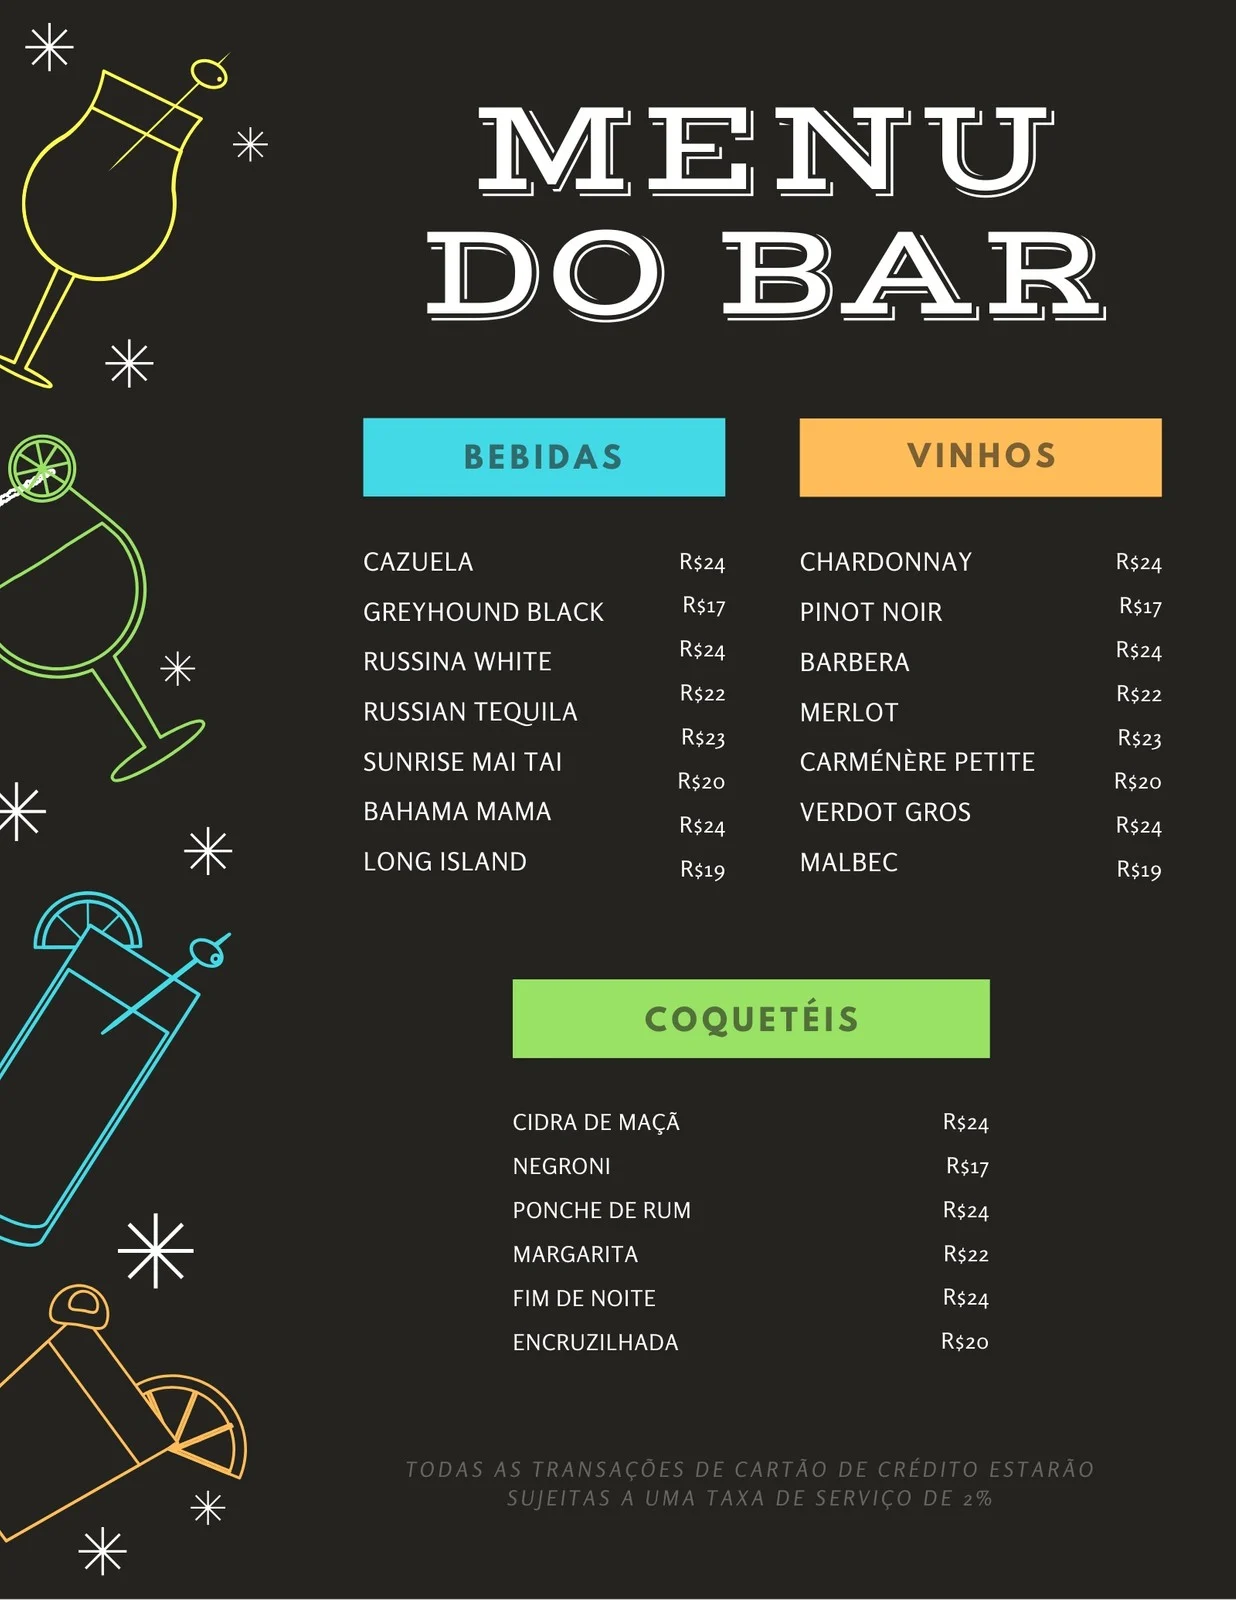 MENU
DO BAR
BEBIDAS
CAZUELA
GREYHOUND BLACK
RUSSINA WHITE
RUSSIAN TEQUILA
SUNRISE MAI TAI
BAHAMA MAMA
LONG ISLAND
R$24
R$17
R$24
R$22
R$23
R$20
R$24
R$19
VINHOS
CHARDONNAY
PINOT NOIR
BARBERA
MERLOT
CARMÉNÈRE PETITE
VERDOT GROS
MALBEC
R$24
R$17
R$24
R$22
R$23
R$20
R$24
R$19
COQUETÉIS
CIDRA DE MAÇÃ R$24
NEGRONI R$17
PONCHE DE RUM R$24
MARGARITA R$22
FIM DE NOITE R$24
ENCRUZILHADA R$20
TODAS AS TRANSAÇÕES DE CARTÃO DE CRÉDITO ESTARÃO
SUJEITAS A UMA TAXA DE SERVIÇO DE 2%